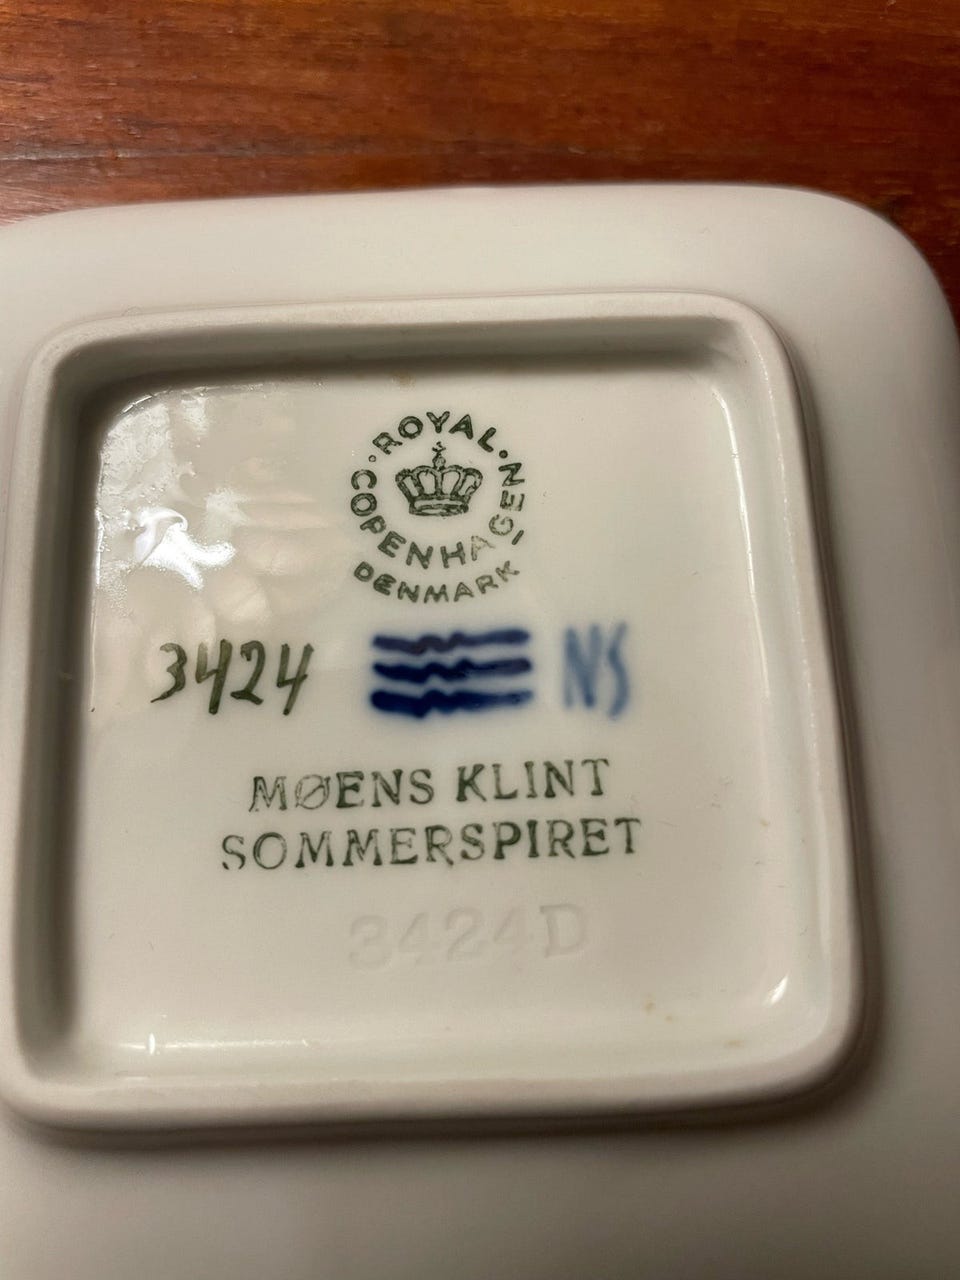 ROYAL · COPENHAGEN ·
DENMARK
3424 NS
MØENS KLINT
SOMMERSPIRET
3424D